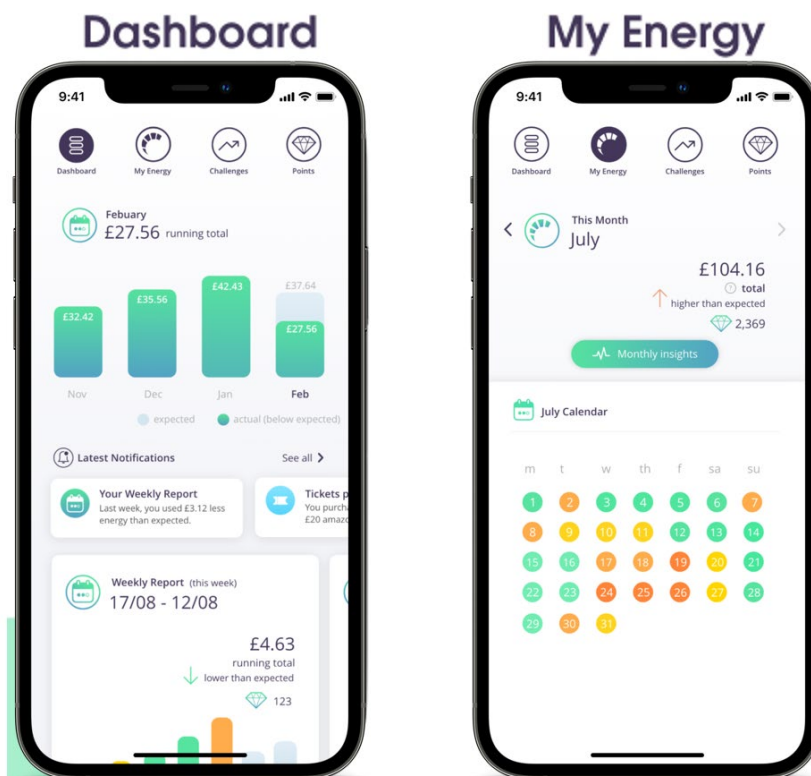 Dashboard
9:41
Dashboard
My Energy
Challenges
Points
Febuary
£27.56 running total
£32.42
£35.56
£42.43
£37.64
£27.56
Nov
Dec
Jan
Feb
expected
actual (below expected)
Latest Notifications
See all
Your Weekly Report
Last week, you used £3.12 less
energy than expected.
Tickets p
You purch
£20 amazo
Weekly Report (this week)
17/08 - 12/08
£4.63
running total
lower than expected
123
My Energy
9:41
Dashboard
My Energy
Challenges
Points
This Month
July
£104.16
? total
higher than expected
2,369
Monthly insights
July Calendar
m t w th f sa su
1 2 3 4 5 6 7
8 9 10 11 12 13 14
15 16 17 18 19 20 21
22 23 24 25 26 27 28
29 30 31